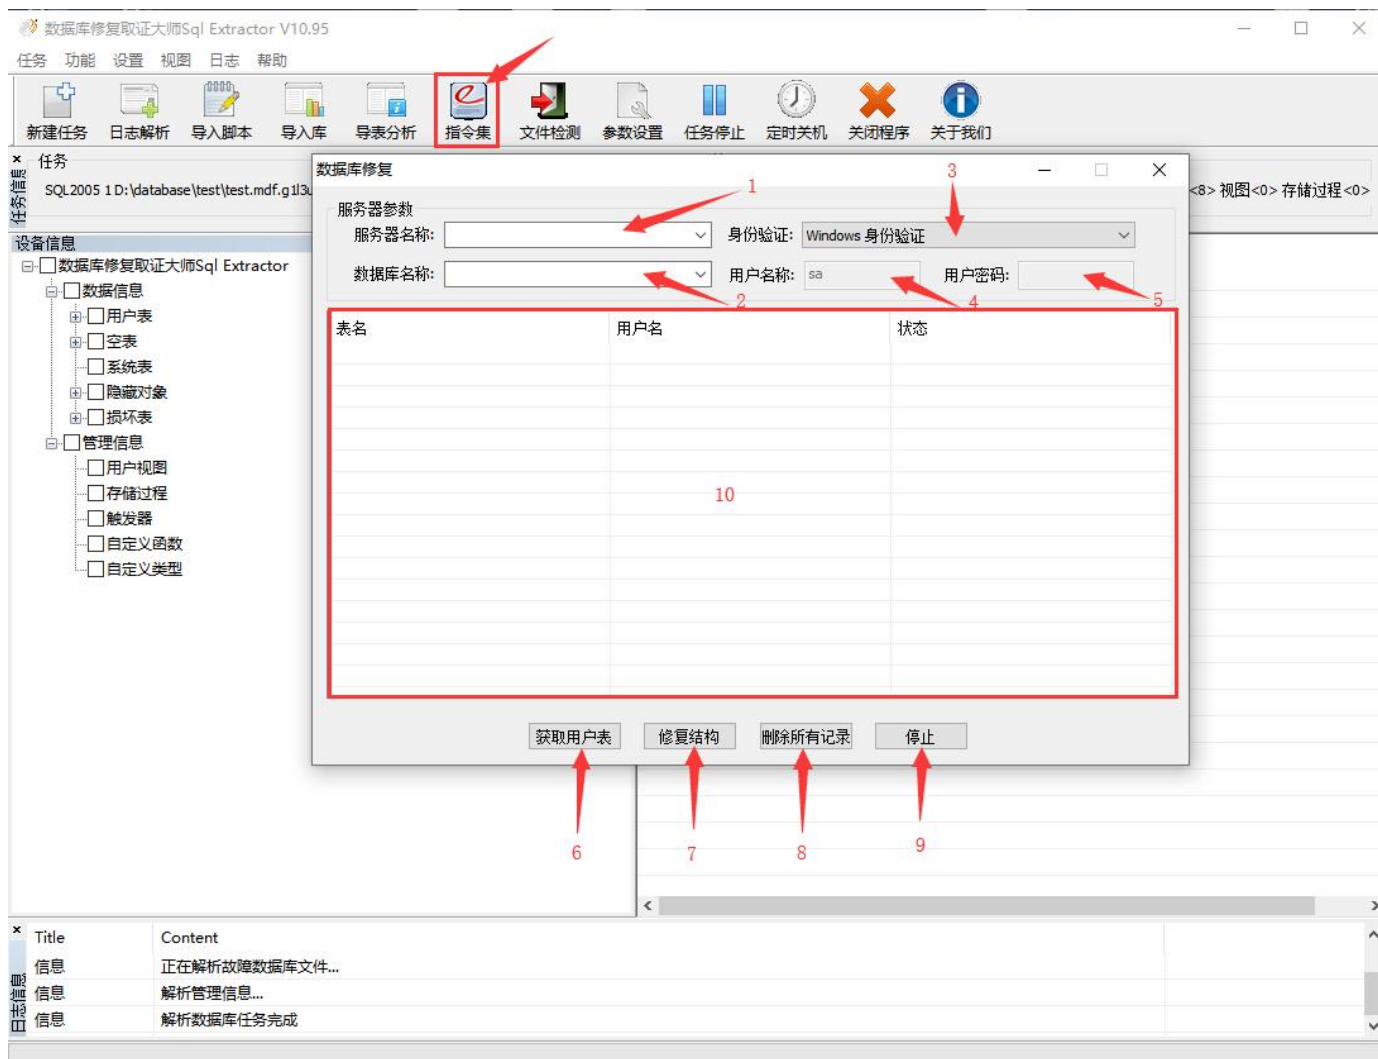 数据库修复取证大师Sql Extractor V10.95
任务 功能 设置 视图 日志 帮助
新建任务 日志解析 导入脚本 导入库 导表分析 指令集 文件检测 参数设置 任务停止 定时关机 关闭程序 关于我们
任务信息
任务
SQL2005 1 D:\database\test\test.mdf.g1l3u
<8> 视图<0> 存储过程<0>
设备信息
数据库修复取证大师Sql Extractor
数据信息
用户表
空表
系统表
隐藏对象
损坏表
管理信息
用户视图
存储过程
触发器
自定义函数
自定义类型
数据库修复
服务器参数
服务器名称: 身份验证: Windows 身份验证
数据库名称: 用户名称: sa 用户密码:
1
3
2
4
5
表名 用户名 状态
10
获取用户表 修复结构 删除所有记录 停止
6 7 8 9
日志信息
Title Content
信息 正在解析故障数据库文件...
信息 解析管理信息...
信息 解析数据库任务完成